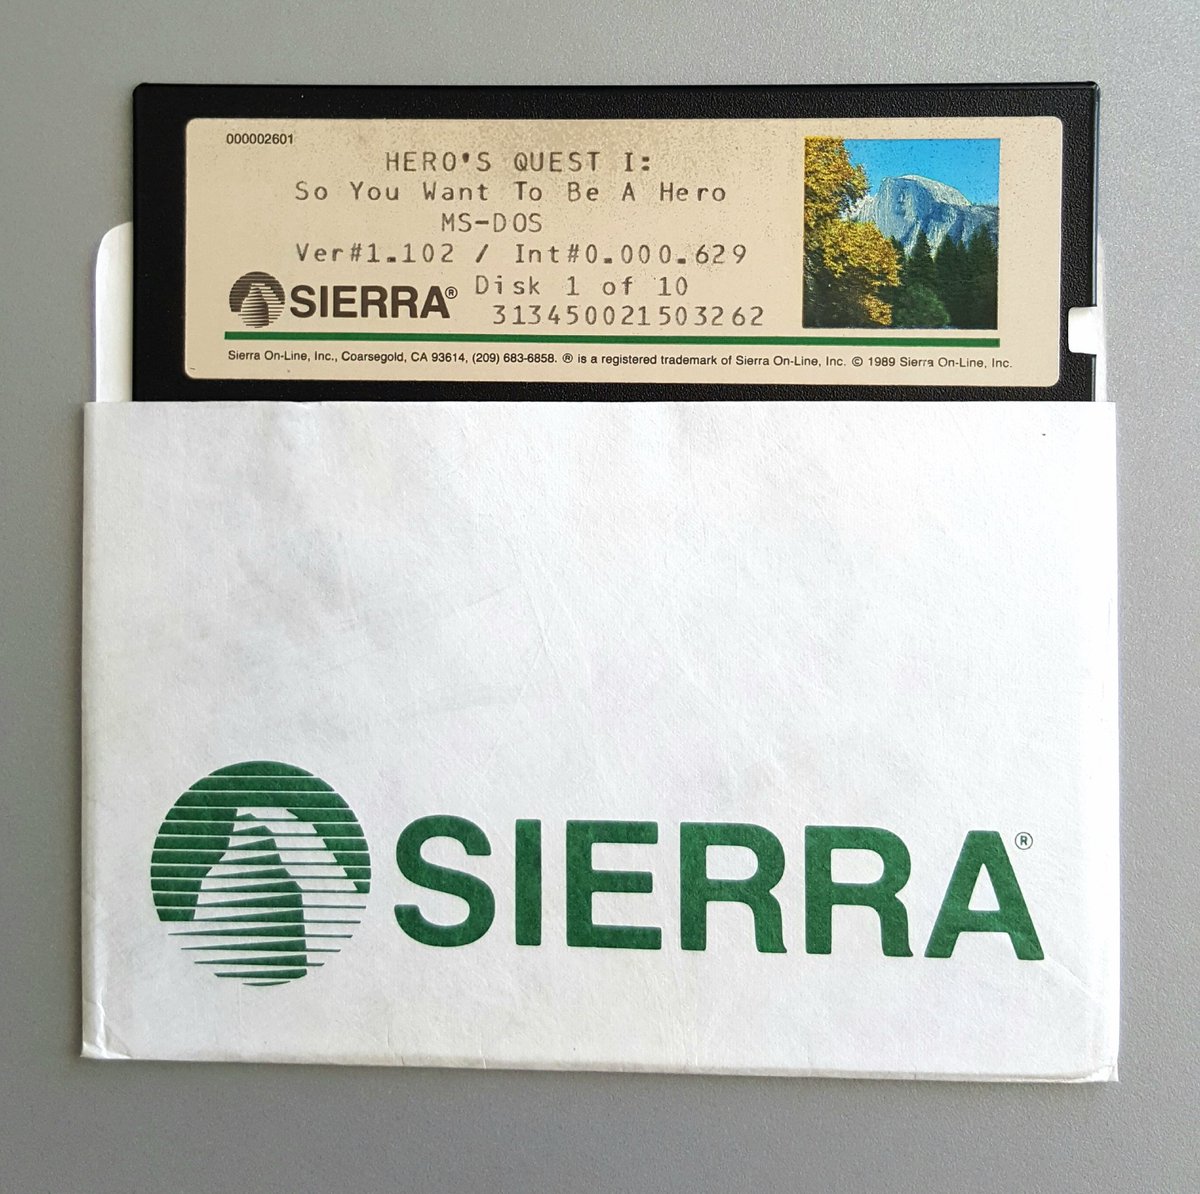 000002601
HERO'S QUEST I:
So You Want To Be A Hero
MS-DOS
Ver#1.102 / Int#0.000.629
Disk 1 of 10
SIERRA®
313450021503262
Sierra On-Line, Inc., Coarsegold, CA 93614, (209) 683-6858. ® is a registered trademark of Sierra On-Line, Inc. © 1989 Sierra On-Line, Inc.
SIERRA®